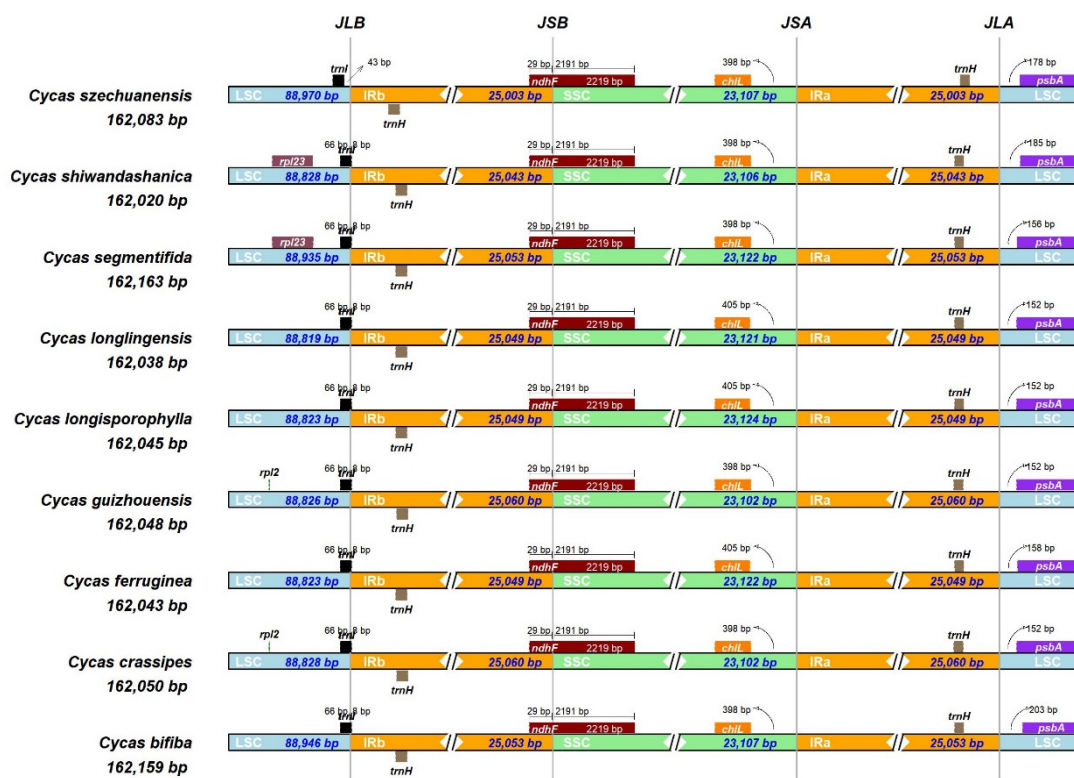 JLB JSB JSA JLA
trnI 43 bp 29 bp 2191 bp 398 bp trnH 178 bp
ndhF 2219 bp chlL psbA
Cycas szechuanensis LSC 88,970 bp IRb 25,003 bp SSC 23,107 bp IRa 25,003 bp LSC
162,083 bp trnH
66 bp 8 bp 29 bp 2191 bp 398 bp trnH 185 bp
rpl23 trnI ndhF 2219 bp chlL psbA
Cycas shiwandashanica LSC 88,828 bp IRb 25,043 bp SSC 23,106 bp IRa 25,043 bp LSC
162,020 bp trnH
66 bp 8 bp 29 bp 2191 bp 398 bp trnH 156 bp
rpl23 trnI ndhF 2219 bp chlL psbA
Cycas segmentifida LSC 88,935 bp IRb 25,053 bp SSC 23,122 bp IRa 25,053 bp LSC
162,163 bp trnH
66 bp 8 bp 29 bp 2191 bp 405 bp trnH 152 bp
trnI ndhF 2219 bp chlL psbA
Cycas longlingensis LSC 88,819 bp IRb 25,049 bp SSC 23,121 bp IRa 25,049 bp LSC
162,038 bp trnH
66 bp 8 bp 29 bp 2191 bp 405 bp trnH 152 bp
trnI ndhF 2219 bp chlL psbA
Cycas longisporophylla LSC 88,823 bp IRb 25,049 bp SSC 23,124 bp IRa 25,049 bp LSC
162,045 bp trnH
rpl2 66 bp 8 bp 29 bp 2191 bp 398 bp trnH 152 bp
trnI ndhF 2219 bp chlL psbA
Cycas guizhouensis LSC 88,826 bp IRb 25,060 bp SSC 23,102 bp IRa 25,060 bp LSC
162,048 bp trnH
66 bp 8 bp 29 bp 2191 bp 405 bp trnH 158 bp
trnI ndhF 2219 bp chlL psbA
Cycas ferruginea LSC 88,823 bp IRb 25,049 bp SSC 23,122 bp IRa 25,049 bp LSC
162,043 bp trnH
rpl2 66 bp 8 bp 29 bp 2191 bp 398 bp trnH 152 bp
trnI ndhF 2219 bp chlL psbA
Cycas crassipes LSC 88,828 bp IRb 25,060 bp SSC 23,102 bp IRa 25,060 bp LSC
162,050 bp trnH
66 bp 8 bp 29 bp 2191 bp 398 bp trnH 203 bp
trnI ndhF 2219 bp chlL psbA
Cycas bifiba LSC 88,946 bp IRb 25,053 bp SSC 23,107 bp IRa 25,053 bp LSC
162,159 bp trnH